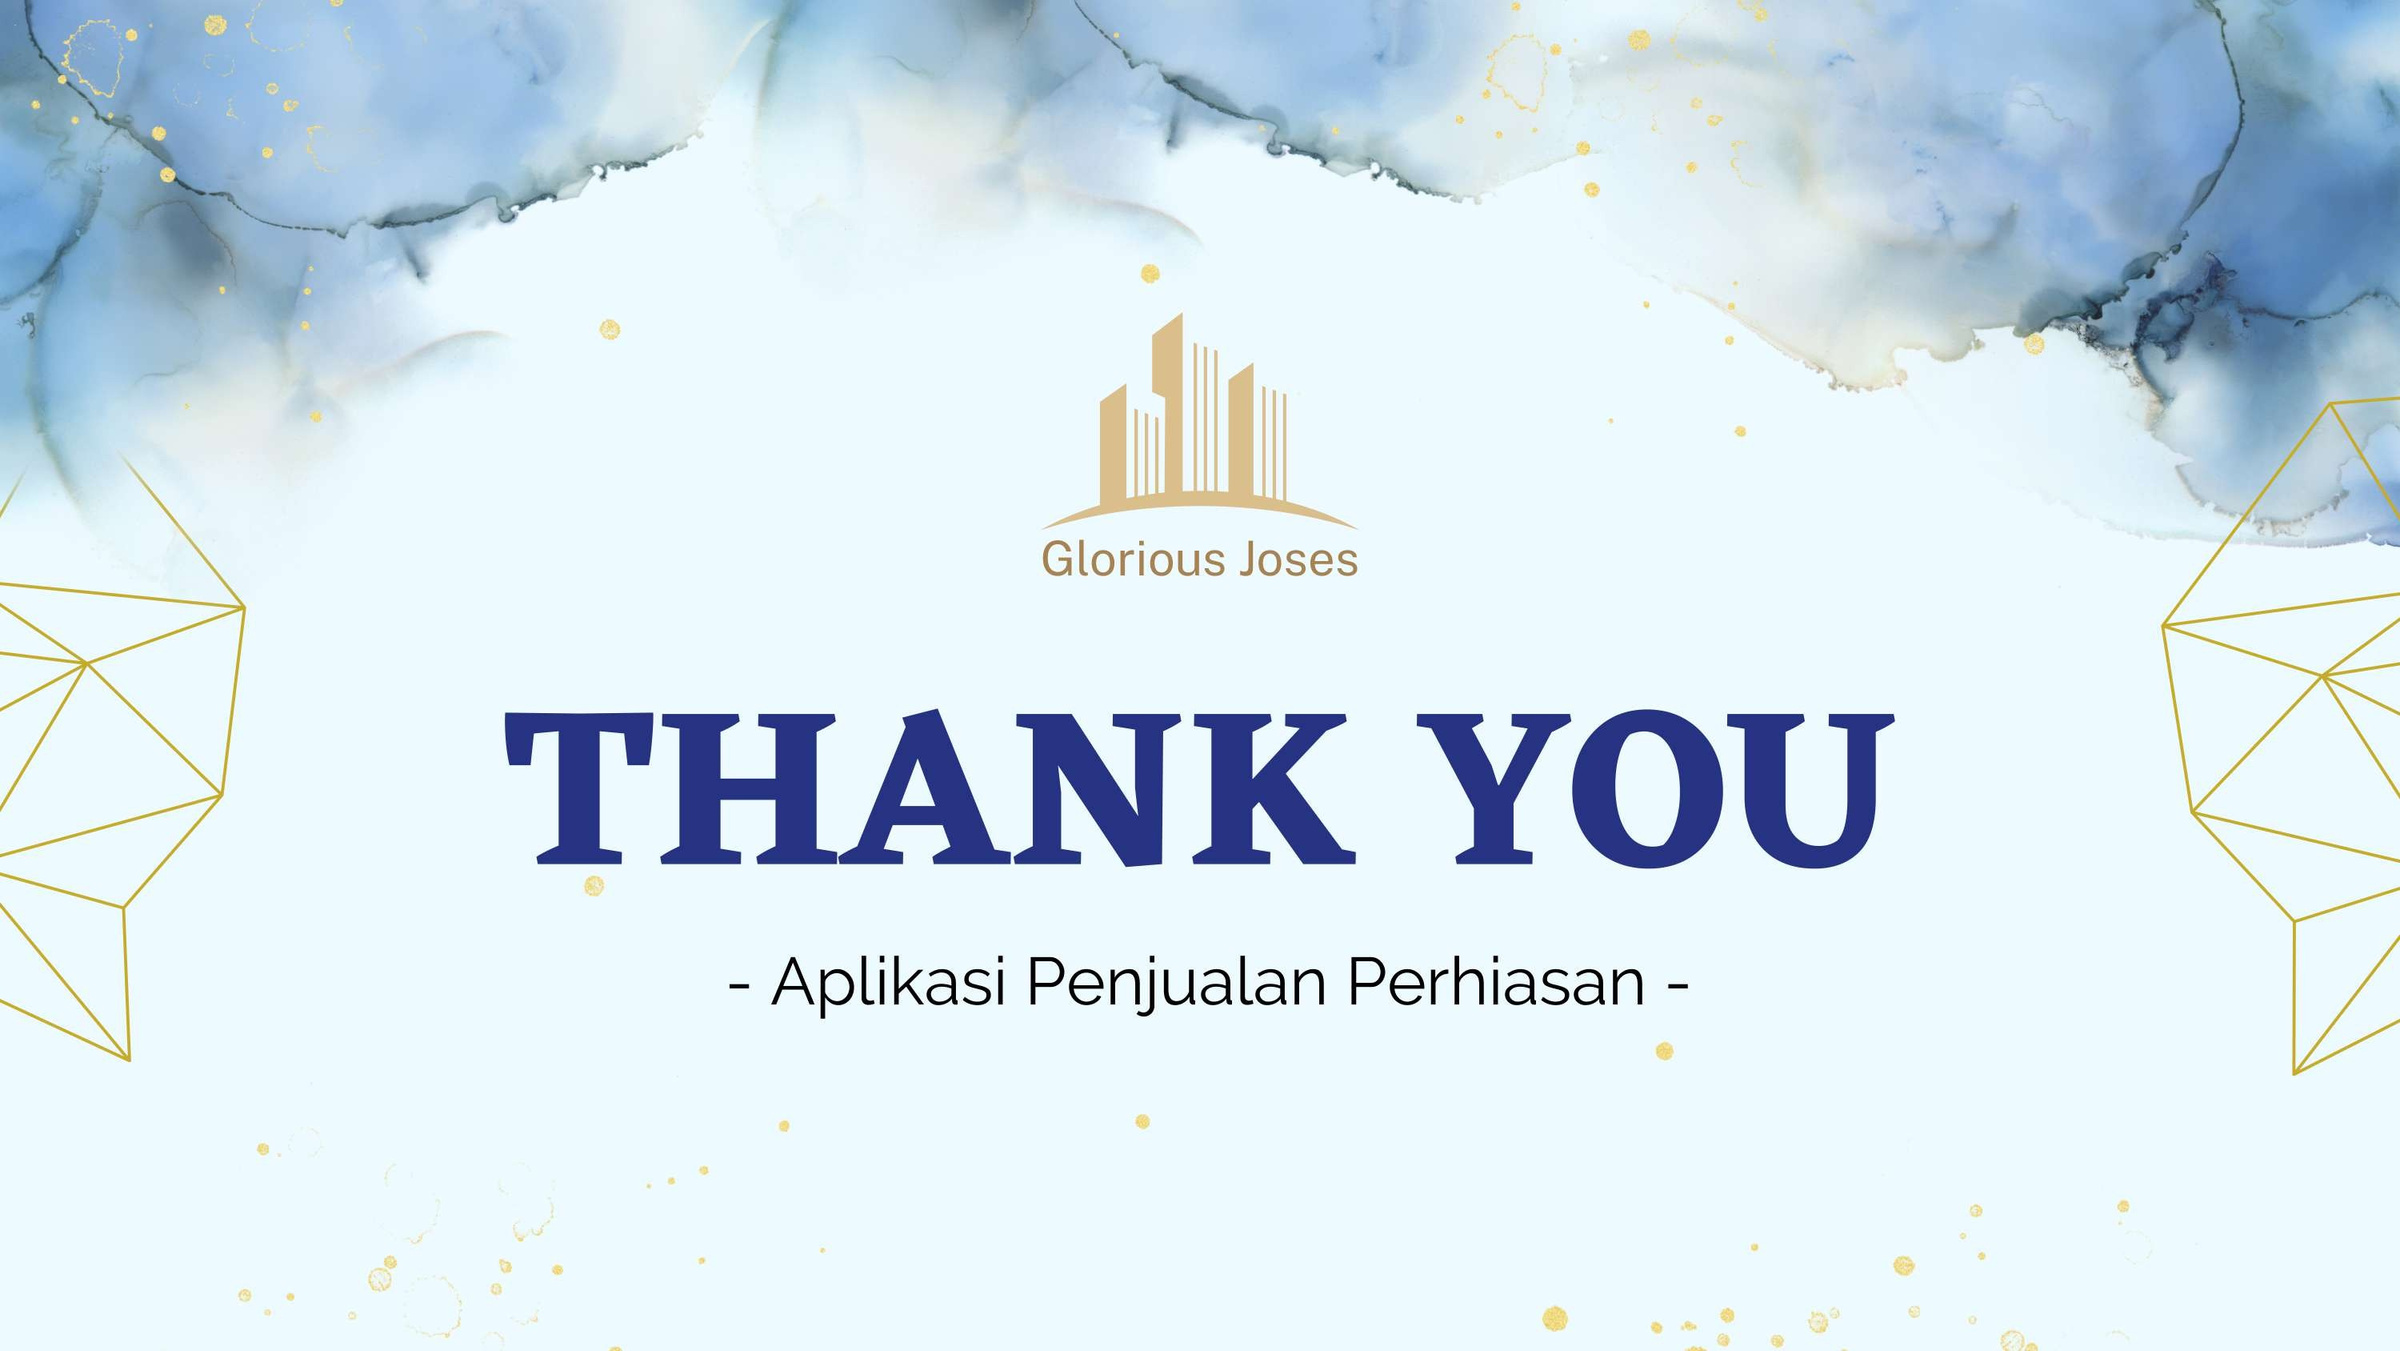 Glorious Joses
THANK YOU
- Aplikasi Penjualan Perhiasan -